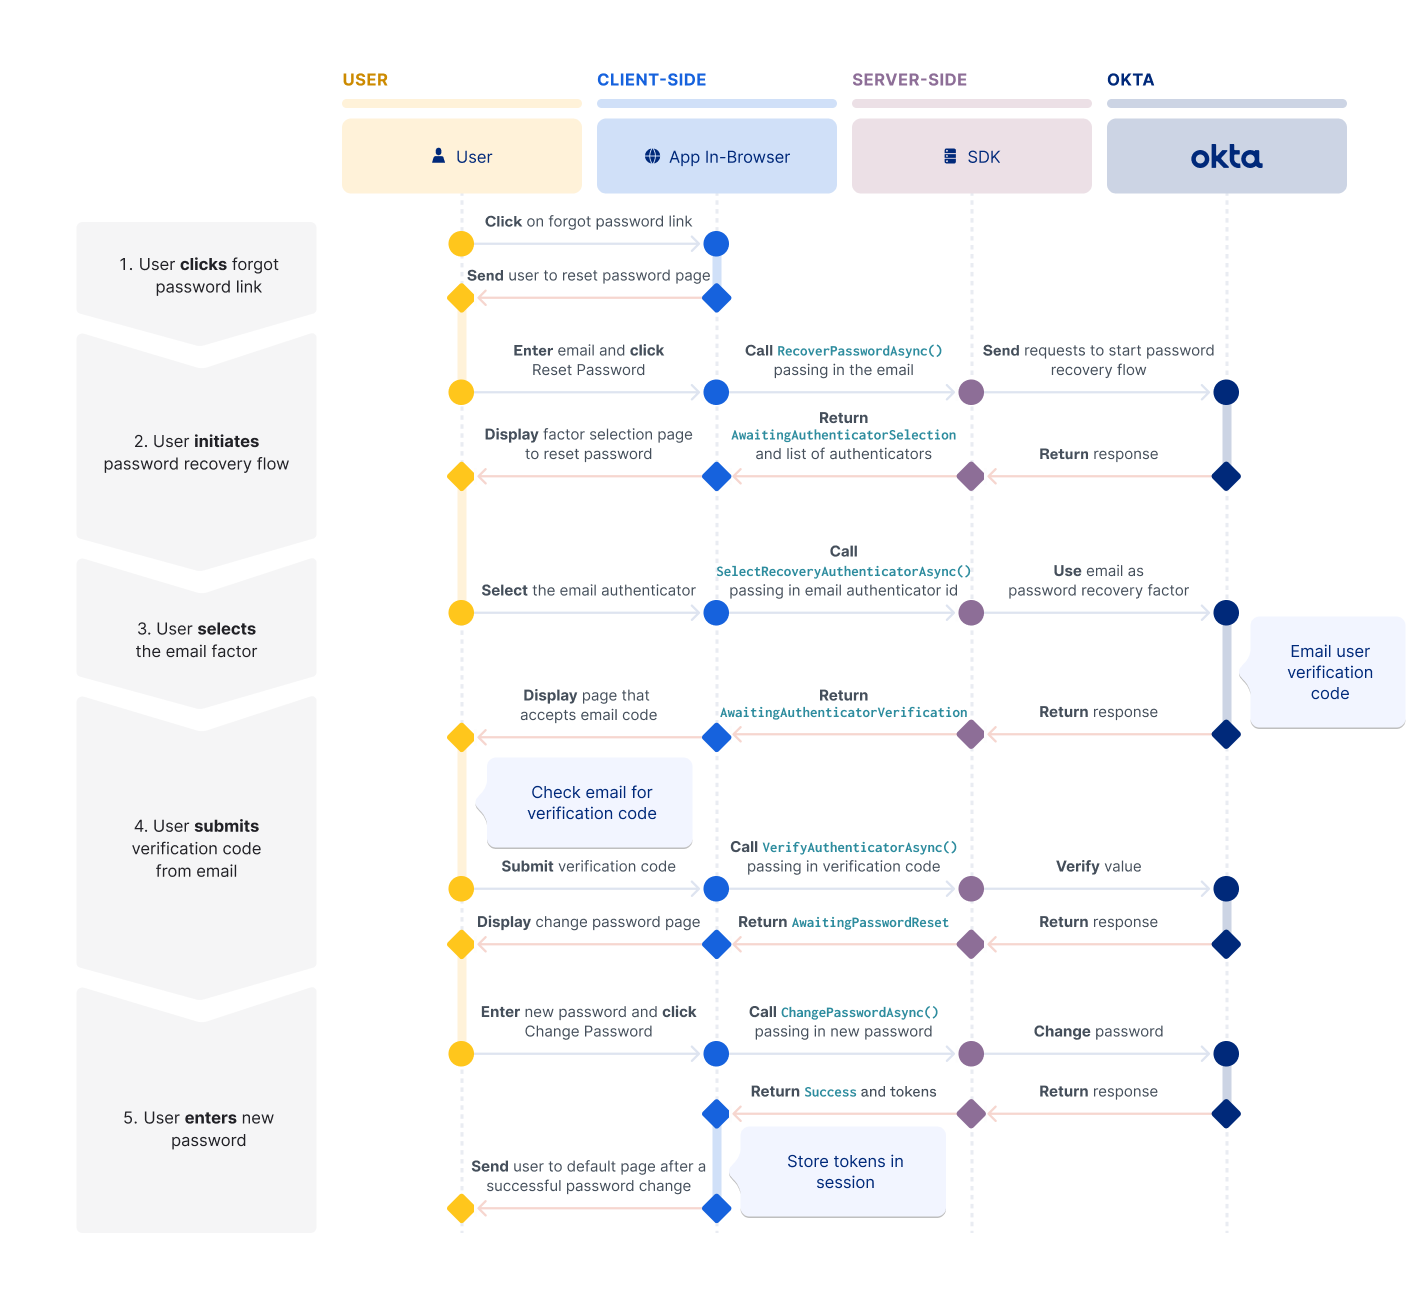 USER
CLIENT-SIDE
SERVER-SIDE
OKTA
User
App In-Browser
SDK
okta
1. User clicks forgot
password link
Click on forgot password link
Send user to reset password page
2. User initiates
password recovery flow
Enter email and click
Reset Password
Call RecoverPasswordAsync()
passing in the email
Send requests to start password
recovery flow
Display factor selection page
to reset password
Return
AwaitingAuthenticatorSelection
and list of authenticators
Return response
3. User selects
the email factor
Select the email authenticator
Call
SelectRecoveryAuthenticatorAsync()
passing in email authenticator id
Use email as
password recovery factor
Email user
verification
code
Display page that
accepts email code
Return
AwaitingAuthenticatorVerification
Return response
4. User submits
verification code
from email
Check email for
verification code
Submit verification code
Call VerifyAuthenticatorAsync()
passing in verification code
Verify value
Display change password page
Return AwaitingPasswordReset
Return response
5. User enters new
password
Enter new password and click
Change Password
Call ChangePasswordAsync()
passing in new password
Change password
Return Success and tokens
Return response
Store tokens in
session
Send user to default page after a
successful password change